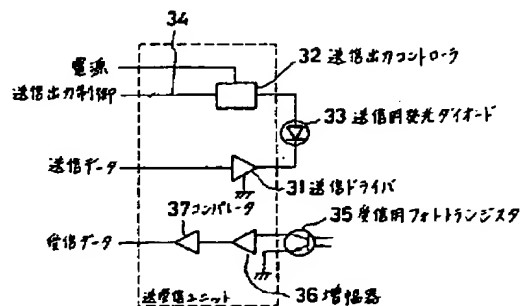 34
電源
32 送信出力コントローラ
送信出力制御
33 送信用発光ダイオード
送信データ
31 送信ドライバ
37 コンパレータ
35 受信用フォトトランジスタ
受信データ
36 増幅器
送受信ユニット